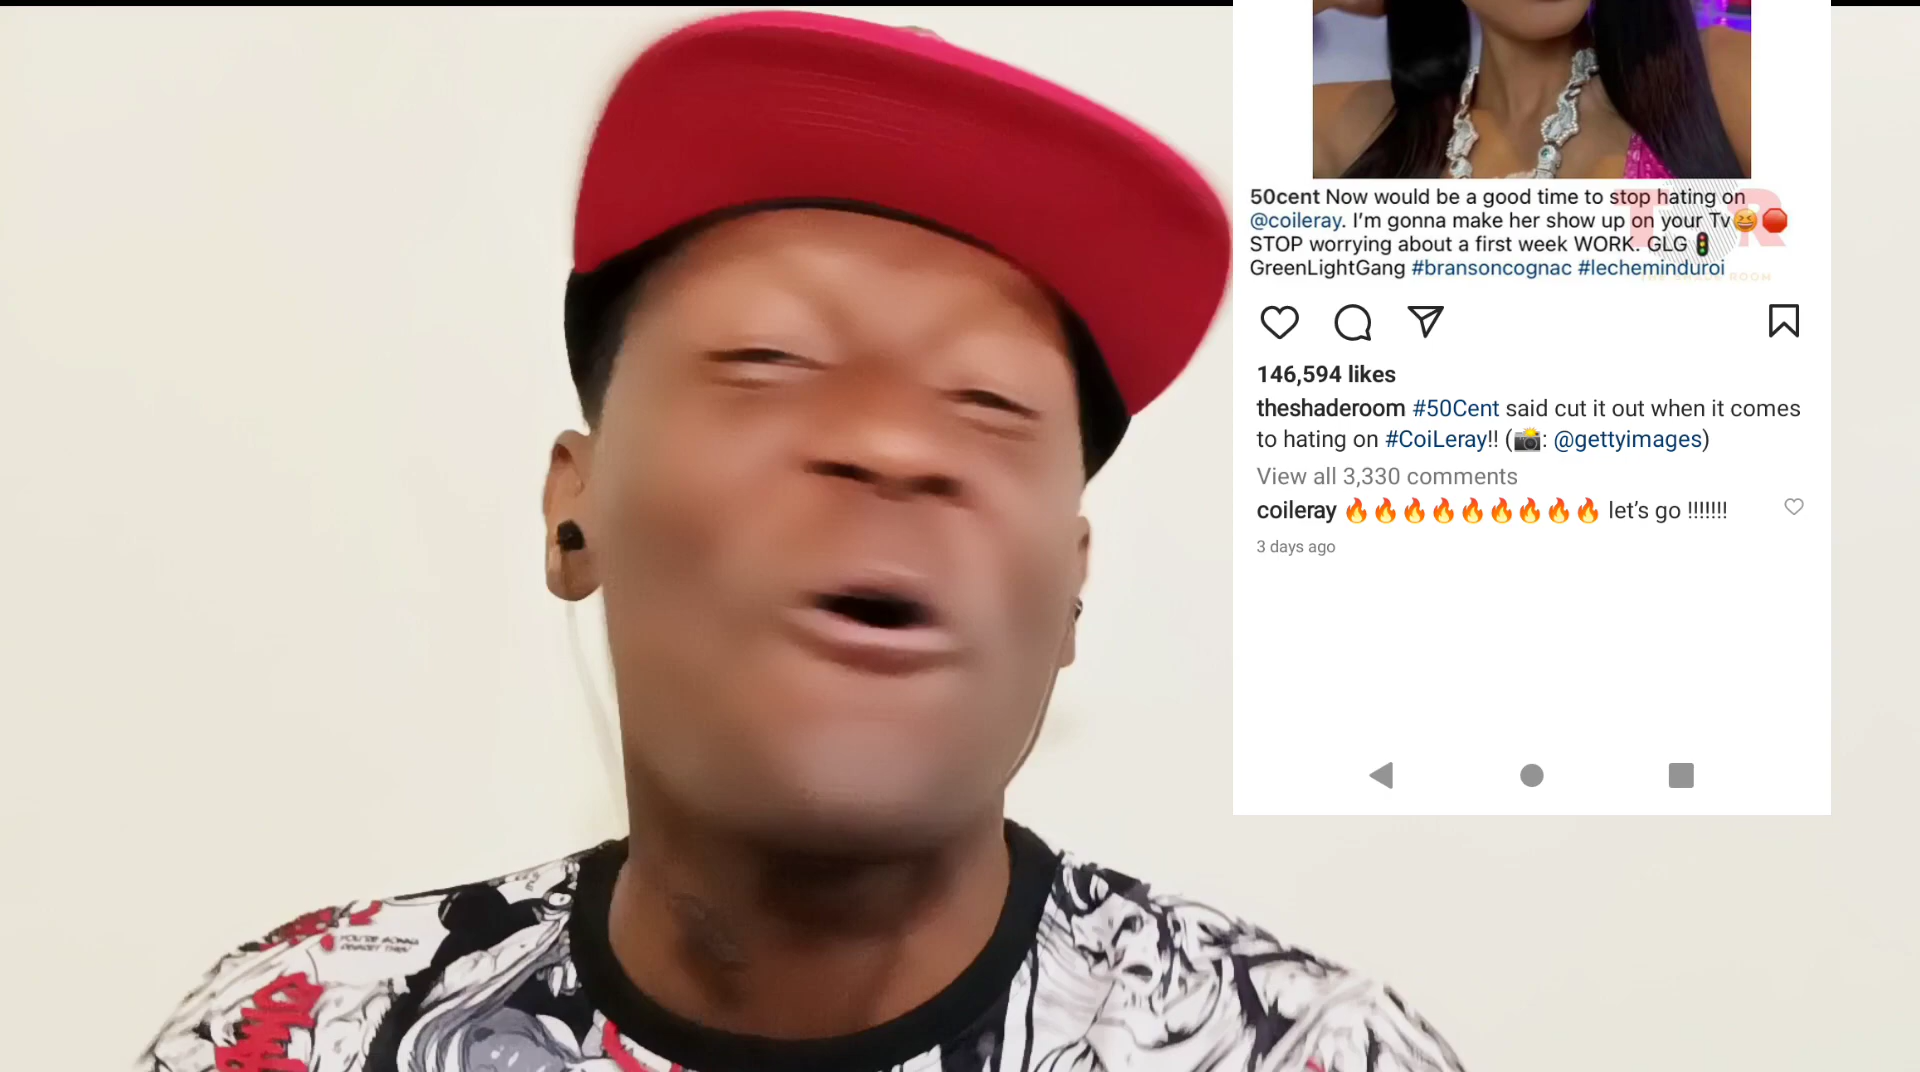 50cent Now would be a good time to stop hating on
@coileray. I'm gonna make her show up on your Tv😆🛑
STOP worrying about a first week WORK. GLG🚦
GreenLightGang #bransoncognac #lecheminduroi
146,594 likes
theshaderoom #50Cent said cut it out when it comes
to hating on #CoiLeray!! (📸: @gettyimages)
View all 3,330 comments
coileray 🔥🔥🔥🔥🔥🔥🔥🔥🔥 let's go !!!!!!!
3 days ago